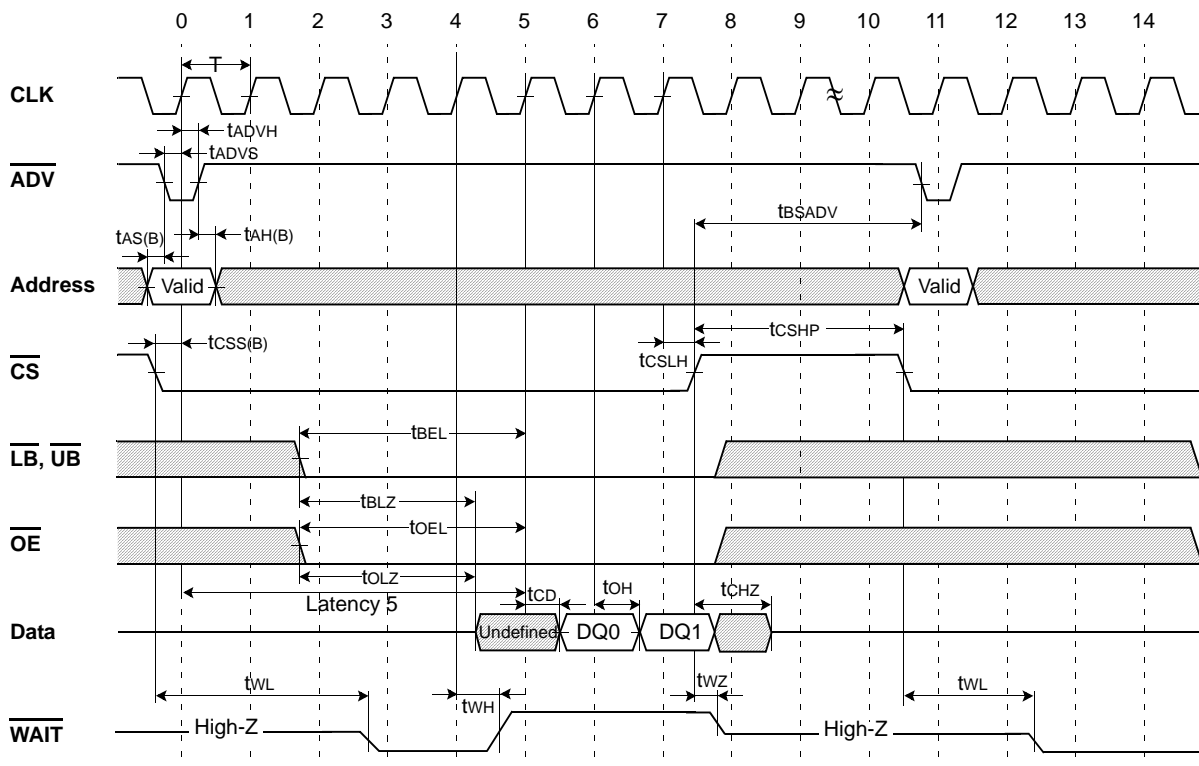 0 1 2 3 4 5 6 7 8 9 10 11 12 13 14
T
CLK
tADVH
tADVS
ADV
tBSADV
tAS(B)
tAH(B)
Address
Valid
Valid
tCSHP
tCSS(B)
tCSLH
CS
tBEL
LB, UB
tBLZ
tOEL
OE
tOLZ
tCD
tOH
tCHZ
Latency 5
Data
Undefined
DQ0
DQ1
tWL
tWH
tWZ
tWL
High-Z
High-Z
WAIT